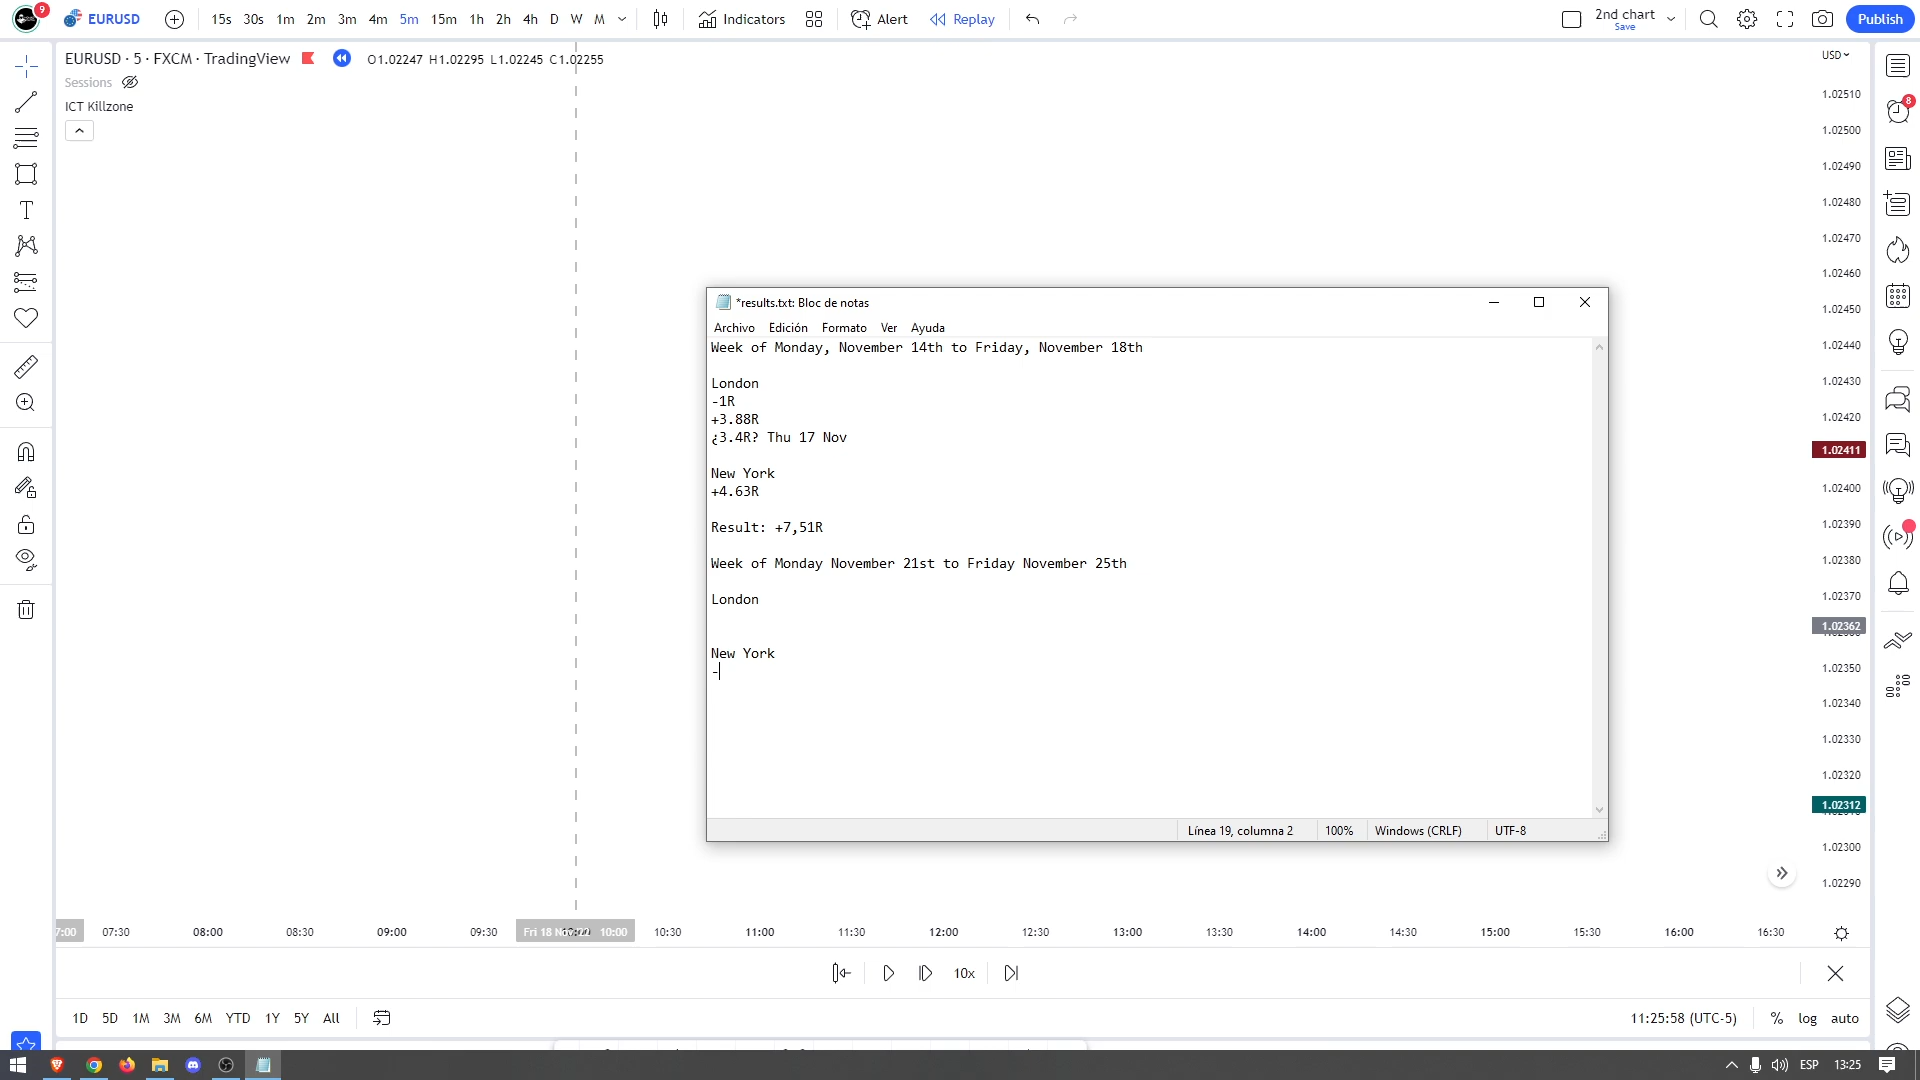 9
EURUSD
15s 30s 1m 2m 3m 4m 5m 15m 1h 2h 4h D W M
Indicators
Alert
Replay
2nd chart
Save
Publish
EURUSD · 5 · FXCM · TradingView
O1.02247 H1.02295 L1.02245 C1.02255
Sessions
ICT Killzone
USD
1.02510
1.02500
1.02490
1.02480
1.02470
1.02460
1.02450
1.02440
1.02430
1.02420
1.02411
1.02400
1.02390
1.02380
1.02370
1.02362
1.02350
1.02340
1.02330
1.02320
1.02312
1.02300
1.02290
8
*results.txt: Bloc de notas
Archivo Edición Formato Ver Ayuda
Week of Monday, November 14th to Friday, November 18th
London
-1R
+3.88R
¿3.4R? Thu 17 Nov
New York
+4.63R
Result: +7,51R
Week of Monday November 21st to Friday November 25th
London
New York
-
Línea 19, columna 2
100%
Windows (CRLF)
UTF-8
7:00 07:30 08:00 08:30 09:00 09:30 Fri 18 Nov 22 10:00 10:30 11:00 11:30 12:00 12:30 13:00 13:30 14:00 14:30 15:00 15:30 16:00 16:30
10x
1D 5D 1M 3M 6M YTD 1Y 5Y All
11:25:58 (UTC-5)
% log auto
ESP 13:25